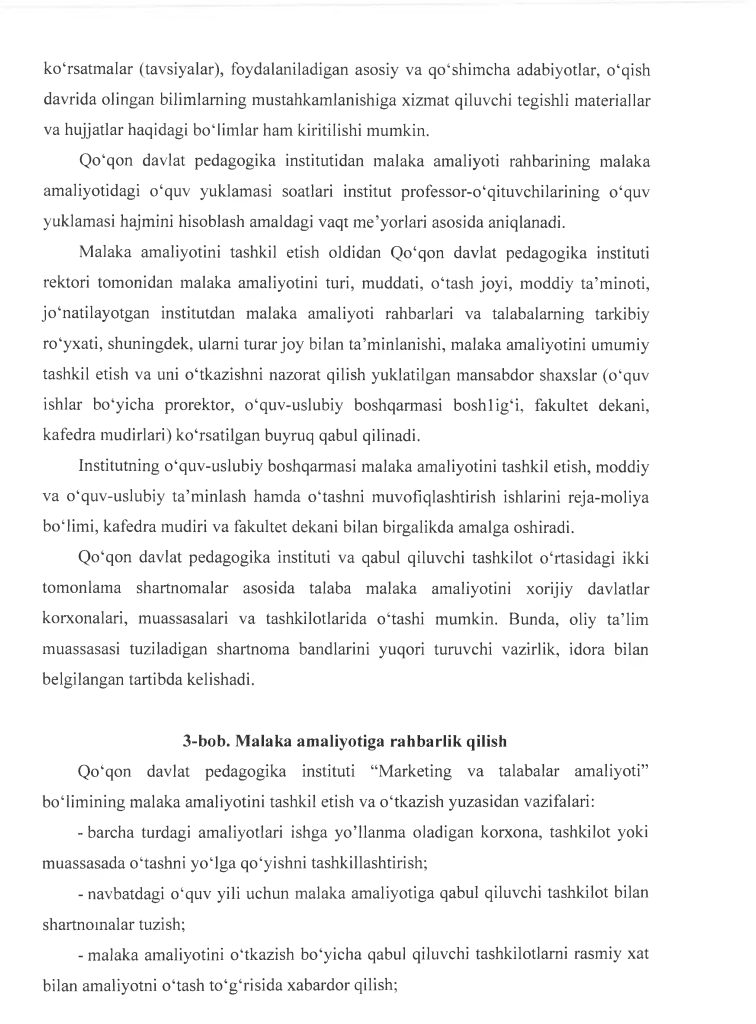 ko‘rsatmalar (tavsiyalar), foydalaniladigan asosiy va qo‘shimcha adabiyotlar, o‘qish
davrida olingan bilimlarning mustahkamlanishiga xizmat qiluvchi tegishli materiallar
va hujjatlar haqidagi bo‘limlar ham kiritilishi mumkin.
Qo‘qon davlat pedagogika institutidan malaka amaliyoti rahbarining malaka
amaliyotidagi o‘quv yuklamasi soatlari institut professor-o‘qituvchilarining o‘quv
yuklamasi hajmini hisoblash amaldagi vaqt me’yorlari asosida aniqlanadi.
Malaka amaliyotini tashkil etish oldidan Qo‘qon davlat pedagogika instituti
rektori tomonidan malaka amaliyotini turi, muddati, o‘tash joyi, moddiy ta’minoti,
jo‘natilayotgan institutdan malaka amaliyoti rahbarlari va talabalarning tarkibiy
ro‘yxati, shuningdek, ularni turar joy bilan ta’minlanishi, malaka amaliyotini umumiy
tashkil etish va uni o‘tkazishni nazorat qilish yuklatilgan mansabdor shaxslar (o‘quv
ishlar bo‘yicha prorektor, o‘quv-uslubiy boshqarmasi boshlig‘i, fakultet dekani,
kafedra mudirlari) ko‘rsatilgan buyruq qabul qilinadi.
Institutning o‘quv-uslubiy boshqarmasi malaka amaliyotini tashkil etish, moddiy
va o‘quv-uslubiy ta’minlash hamda o‘tashni muvofiqlashtirish ishlarini reja-moliya
bo‘limi, kafedra mudiri va fakultet dekani bilan birgalikda amalga oshiradi.
Qo‘qon davlat pedagogika instituti va qabul qiluvchi tashkilot o‘rtasidagi ikki
tomonlama shartnomalar asosida talaba malaka amaliyotini xorijiy davlatlar
korxonalari, muassasalari va tashkilotlarida o‘tashi mumkin. Bunda, oliy ta’lim
muassasasi tuziladigan shartnoma bandlarini yuqori turuvchi vazirlik, idora bilan
belgilangan tartibda kelishadi.
3-bob. Malaka amaliyotiga rahbarlik qilish
Qo‘qon davlat pedagogika instituti “Marketing va talabalar amaliyoti”
bo‘limining malaka amaliyotini tashkil etish va o‘tkazish yuzasidan vazifalari:
- barcha turdagi amaliyotlari ishga yo’llanma oladigan korxona, tashkilot yoki
muassasada o‘tashni yo‘lga qo‘yishni tashkillashtirish;
- navbatdagi o‘quv yili uchun malaka amaliyotiga qabul qiluvchi tashkilot bilan
shartnomalar tuzish;
- malaka amaliyotini o‘tkazish bo‘yicha qabul qiluvchi tashkilotlarni rasmiy xat
bilan amaliyotni o‘tash to‘g‘risida xabardor qilish;